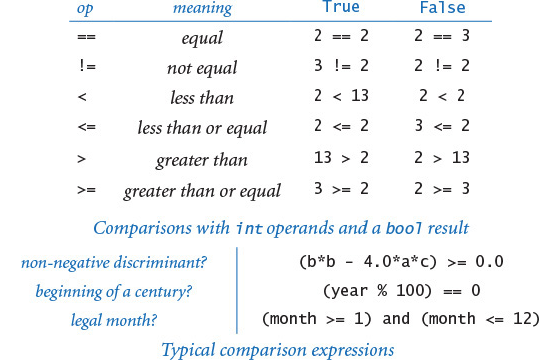 op meaning True False
== equal 2 == 2 2 == 3
!= not equal 3 != 2 2 != 2
< less than 2 < 13 2 < 2
<= less than or equal 2 <= 2 3 <= 2
> greater than 13 > 2 2 > 13
>= greater than or equal 3 >= 2 2 >= 3
Comparisons with int operands and a bool result
non-negative discriminant? (b*b - 4.0*a*c) >= 0.0
beginning of a century? (year % 100) == 0
legal month? (month >= 1) and (month <= 12)
Typical comparison expressions